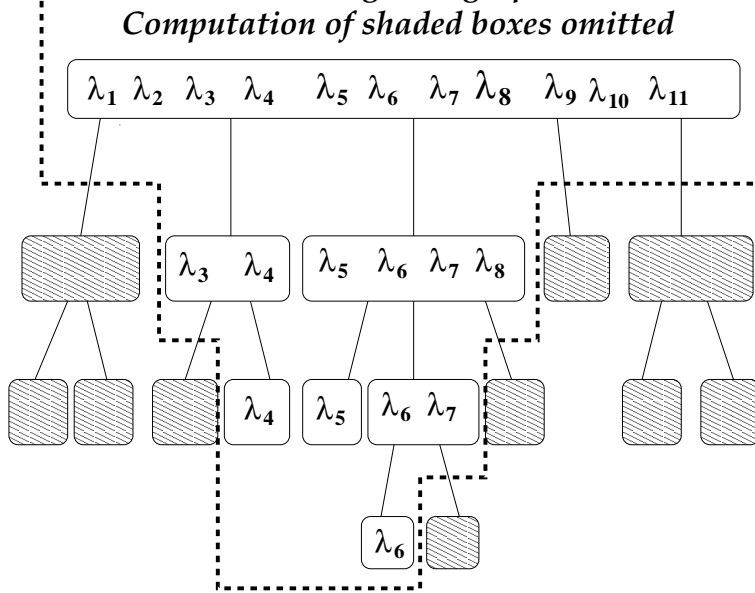 Computation of shaded boxes omitted
λ1 λ2 λ3 λ4 λ5 λ6 λ7 λ8 λ9 λ10 λ11
λ3 λ4
λ5 λ6 λ7 λ8
λ4
λ5
λ6 λ7
λ6